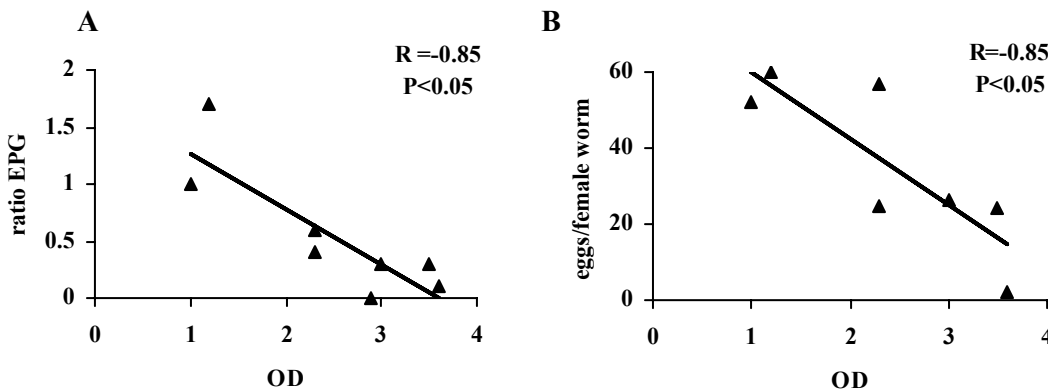 A
R =-0.85
P<0.05
2
1.5
1
0.5
0
ratio EPG
0 1 2 3 4
OD
B
R=-0.85
P<0.05
60
40
20
0
eggs/female worm
0 1 2 3 4
OD